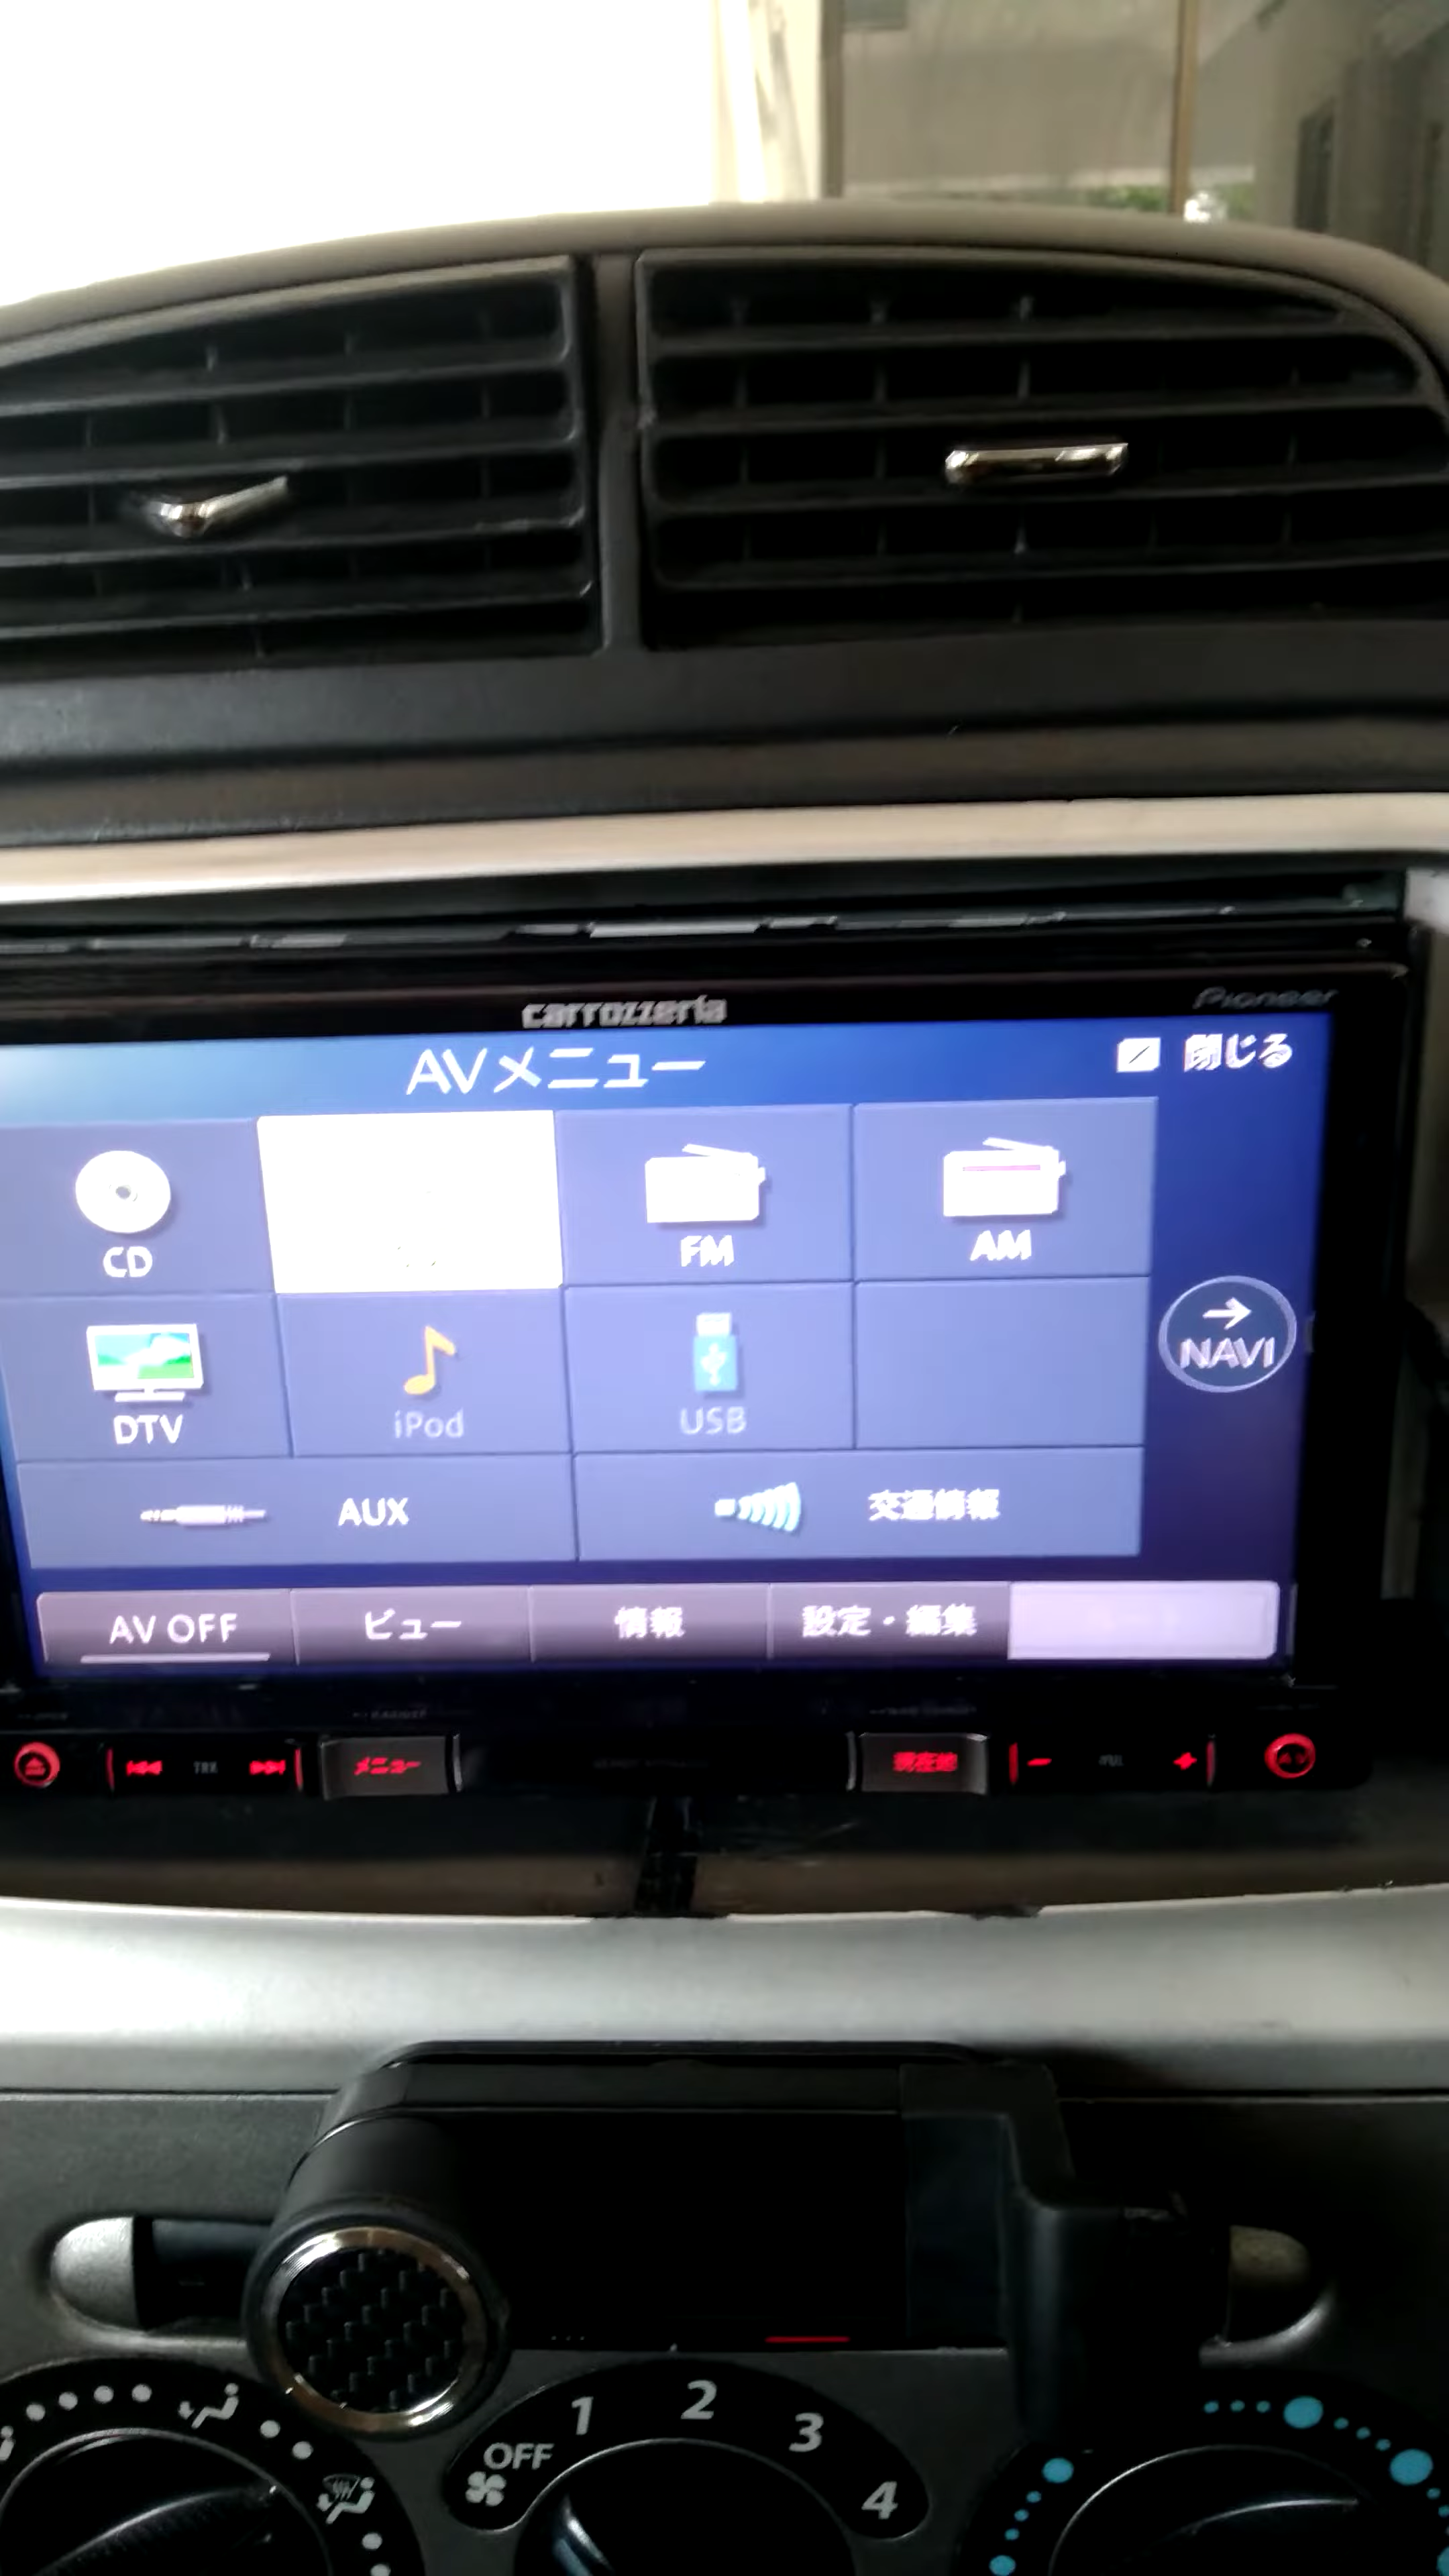 carrozzeria
Pioneer
AVメニュー
閉じる
CD
FM
AM
DTV
iPod
USB
NAVI
AUX
交通情報
AV OFF
ビュー
情報
設定・編集
TRK
メニュー
現在地
AV
OFF
1
2
3
4